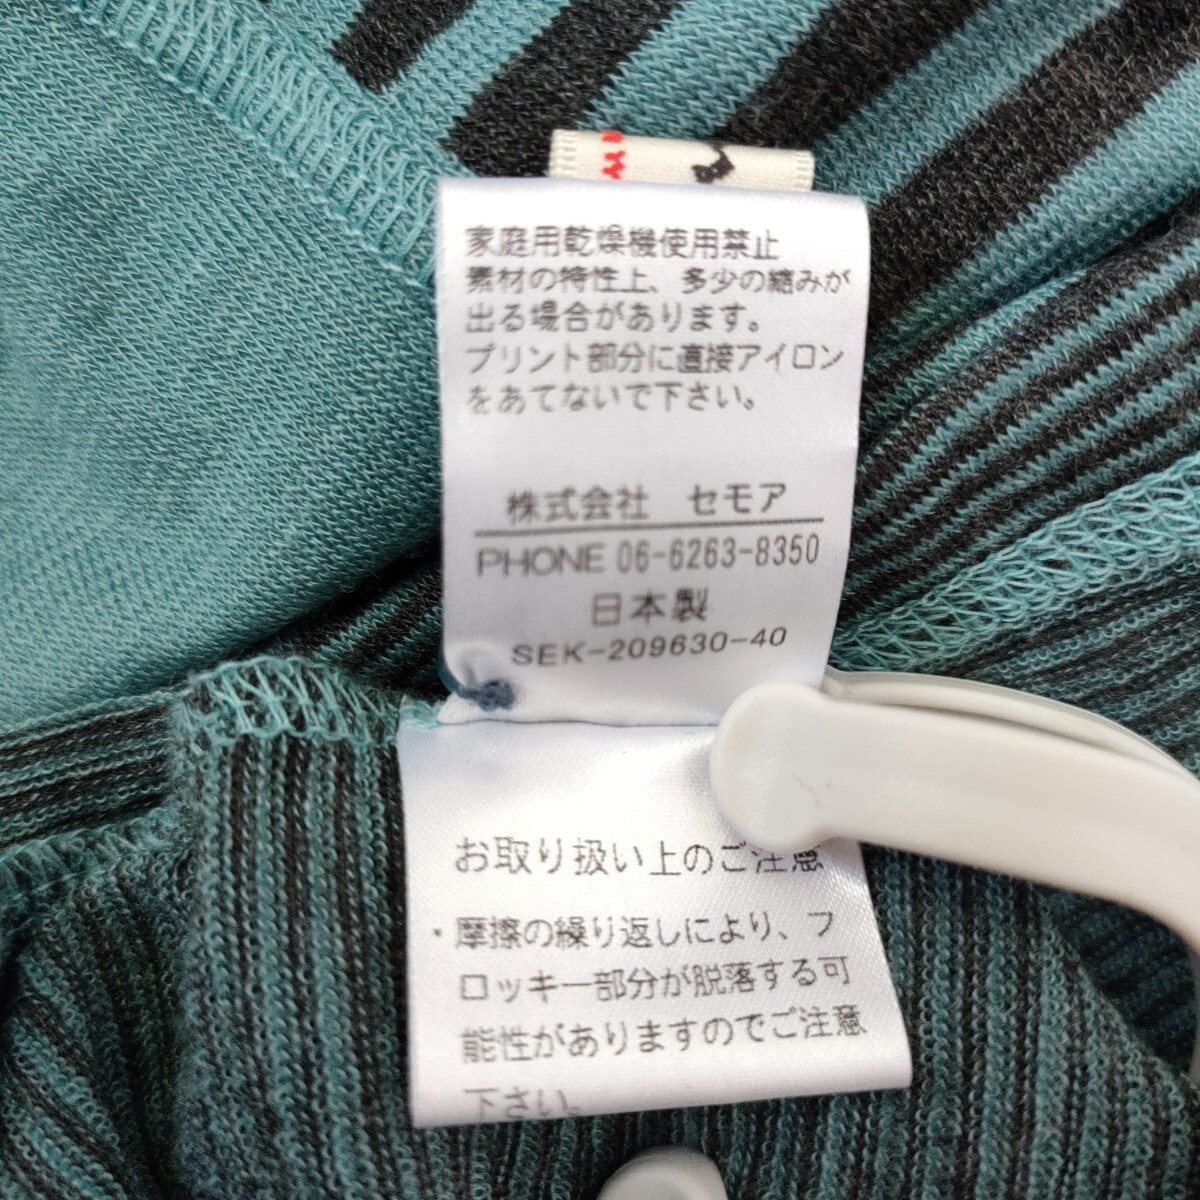 家庭用乾燥機使用禁止
素材の特性上、多少の縮みが
出る場合があります。
プリント部分に直接アイロン
をあてないで下さい。
株式会社 セモア
PHONE 06-6263-8350
日本製
SEK-209630-40
お取り扱い上のご注意
・摩擦の繰り返しにより、フ
ロッキー部分が脱落する可
能性がありますのでご注意
下さい。